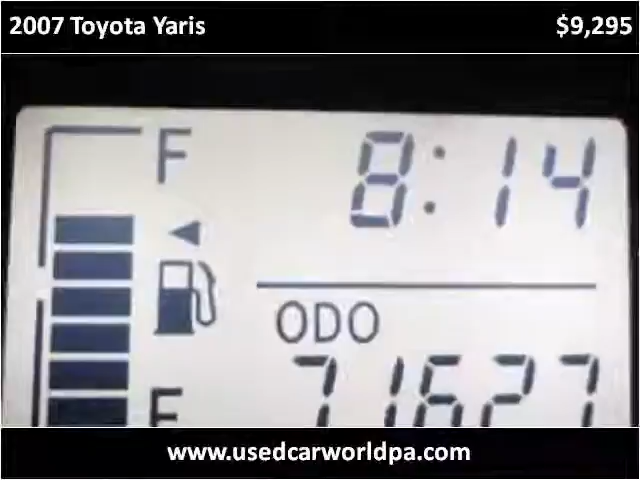 2007 Toyota Yaris $9,295
F 8:14
ODO
E 71627
www.usedcarworldpa.com